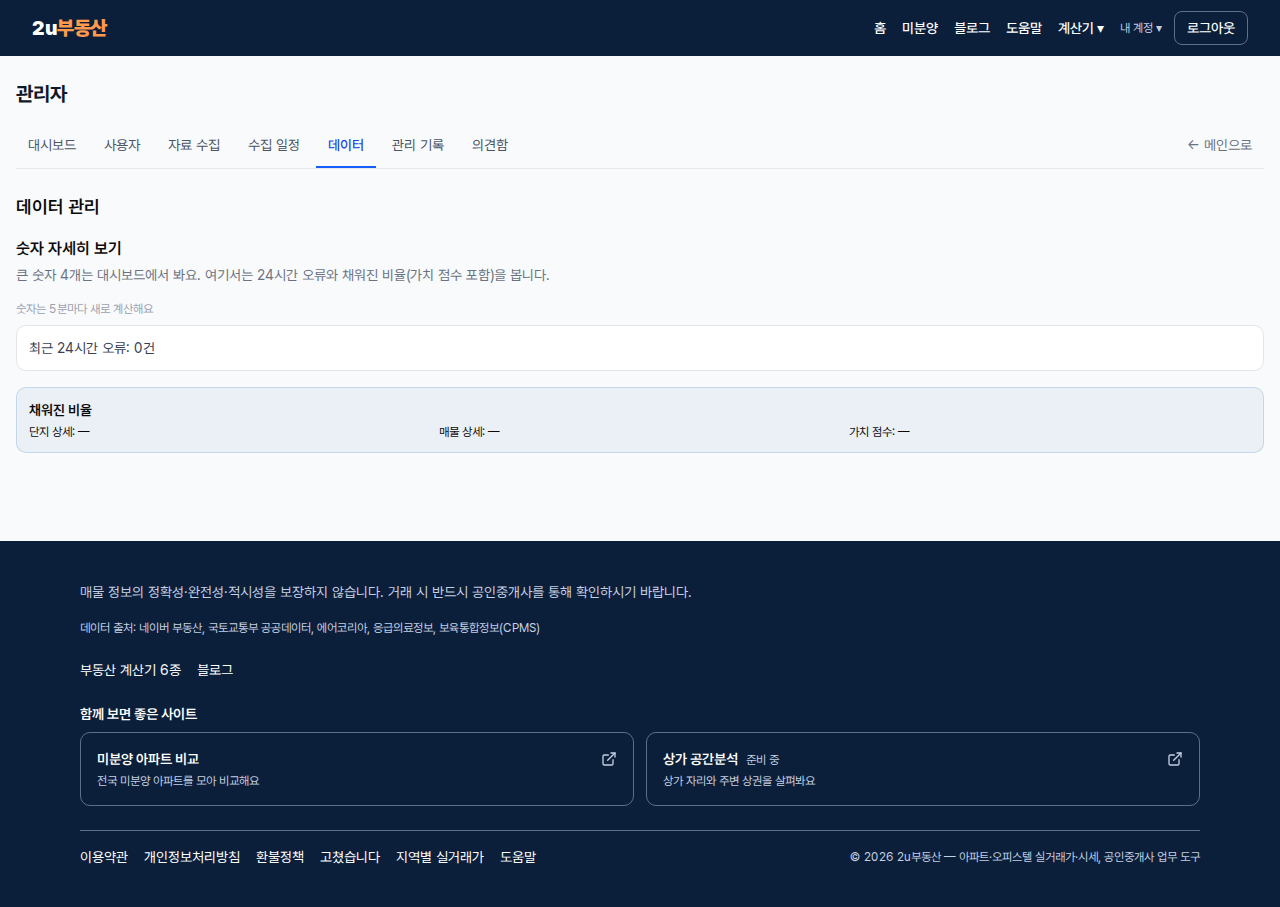 2u부동산
홈 미분양 블로그 도움말 계산기 ▾ 내 계정 ▾ 로그아웃
관리자
대시보드 사용자 자료 수집 수집 일정 데이터 관리 기록 의견함 ← 메인으로
데이터 관리
숫자 자세히 보기
큰 숫자 4개는 대시보드에서 봐요. 여기서는 24시간 오류와 채워진 비율(가치 점수 포함)을 봅니다.
숫자는 5분마다 새로 계산해요
최근 24시간 오류: 0건
채워진 비율
단지 상세: — 매물 상세: — 가치 점수: —
매물 정보의 정확성·완전성·적시성을 보장하지 않습니다. 거래 시 반드시 공인중개사를 통해 확인하시기 바랍니다.
데이터 출처: 네이버 부동산, 국토교통부 공공데이터, 에어코리아, 응급의료정보, 보육통합정보(CPMS)
부동산 계산기 6종 블로그
함께 보면 좋은 사이트
미분양 아파트 비교
전국 미분양 아파트를 모아 비교해요
상가 공간분석 준비 중
상가 자리와 주변 상권을 살펴봐요
이용약관 개인정보처리방침 환불정책 고쳤습니다 지역별 실거래가 도움말
© 2026 2u부동산 — 아파트·오피스텔 실거래가·시세, 공인중개사 업무 도구